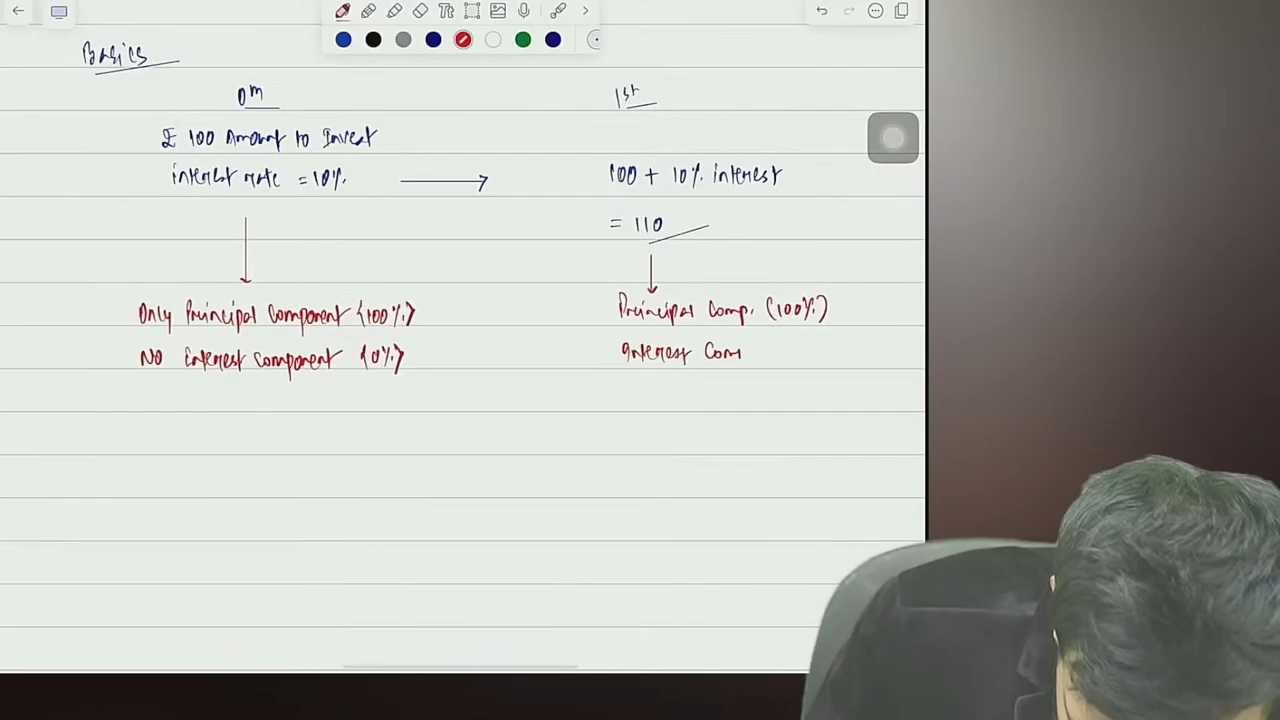 Basics
0th
£ 100 Amount to Invest
interest rate = 10%
Only Principal Component {100%}
No Interest component {0%}
1st
100 + 10% interest
= 110
Principal Comp. (100%)
Interest Com